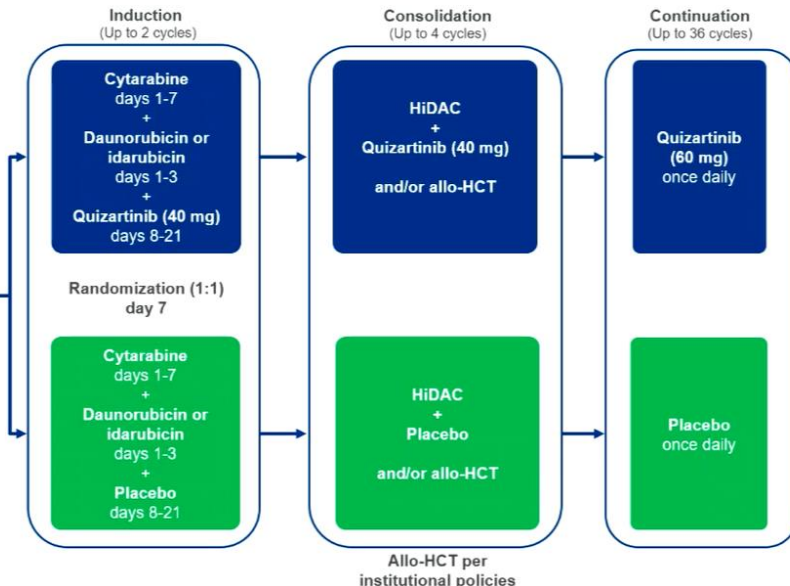 Induction
(Up to 2 cycles)
Cytarabine
days 1-7
+
Daunorubicin or
idarubicin
days 1-3
+
Quizartinib (40 mg)
days 8-21
Randomization (1:1)
day 7
Cytarabine
days 1-7
+
Daunorubicin or
idarubicin
days 1-3
+
Placebo
days 8-21
Consolidation
(Up to 4 cycles)
HiDAC
+
Quizartinib (40 mg)
and/or allo-HCT
HiDAC
+
Placebo
and/or allo-HCT
Allo-HCT per
institutional policies
Continuation
(Up to 36 cycles)
Quizartinib
(60 mg)
once daily
Placebo
once daily